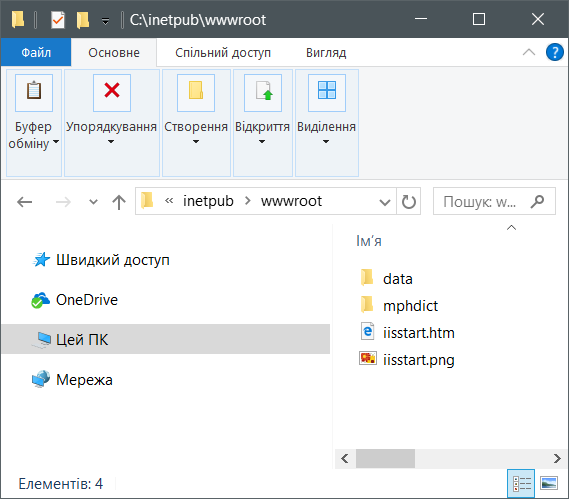 C:\inetpub\wwwroot
Файл Основне Спільний доступ Вигляд
Буфер обміну
Упорядкування
Створення
Відкриття
Виділення
« inetpub wwwroot
Пошук: w...
Швидкий доступ
OneDrive
Цей ПК
Мережа
Ім’я
data
mphdict
iisstart.htm
iisstart.png
Елементів: 4